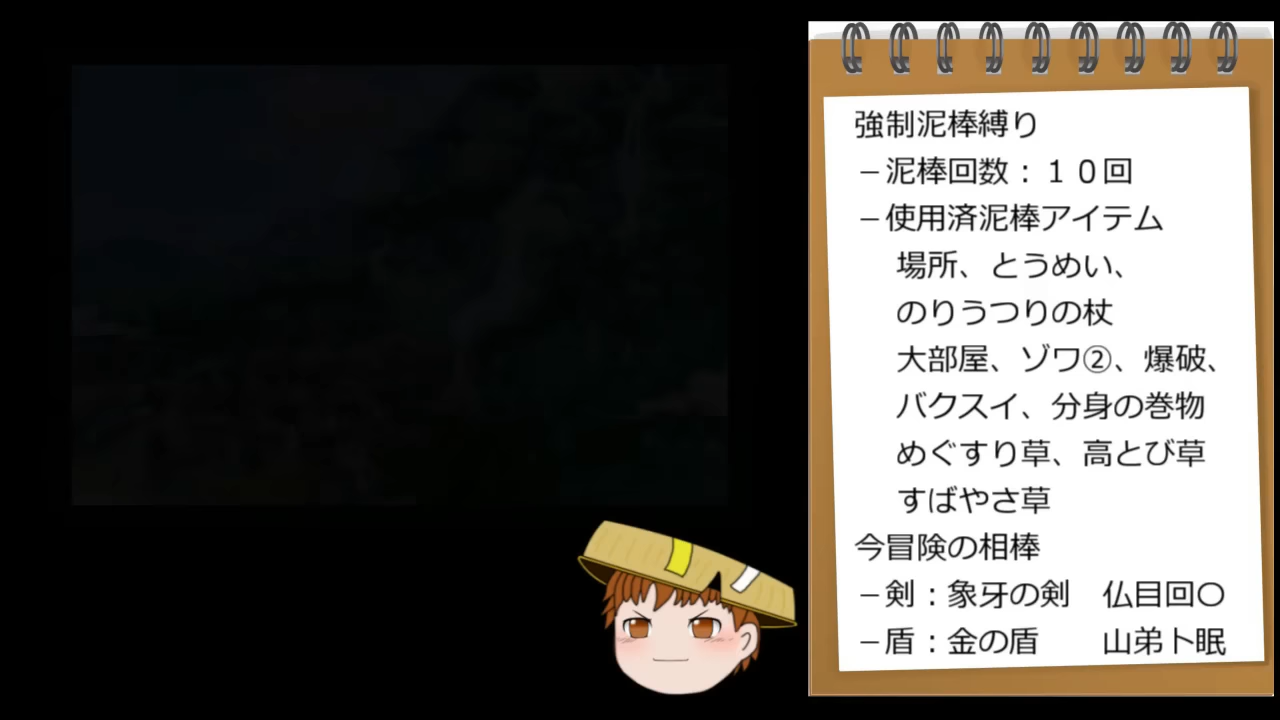 強制泥棒縛り
－泥棒回数：１０回
－使用済泥棒アイテム
場所、とうめい、
のりうつりの杖
大部屋、ゾワ②、爆破、
バクスイ、分身の巻物
めぐすり草、高とび草
すばやさ草
今冒険の相棒
－剣：象牙の剣　仏目回〇
－盾：金の盾　　山弟ト眠